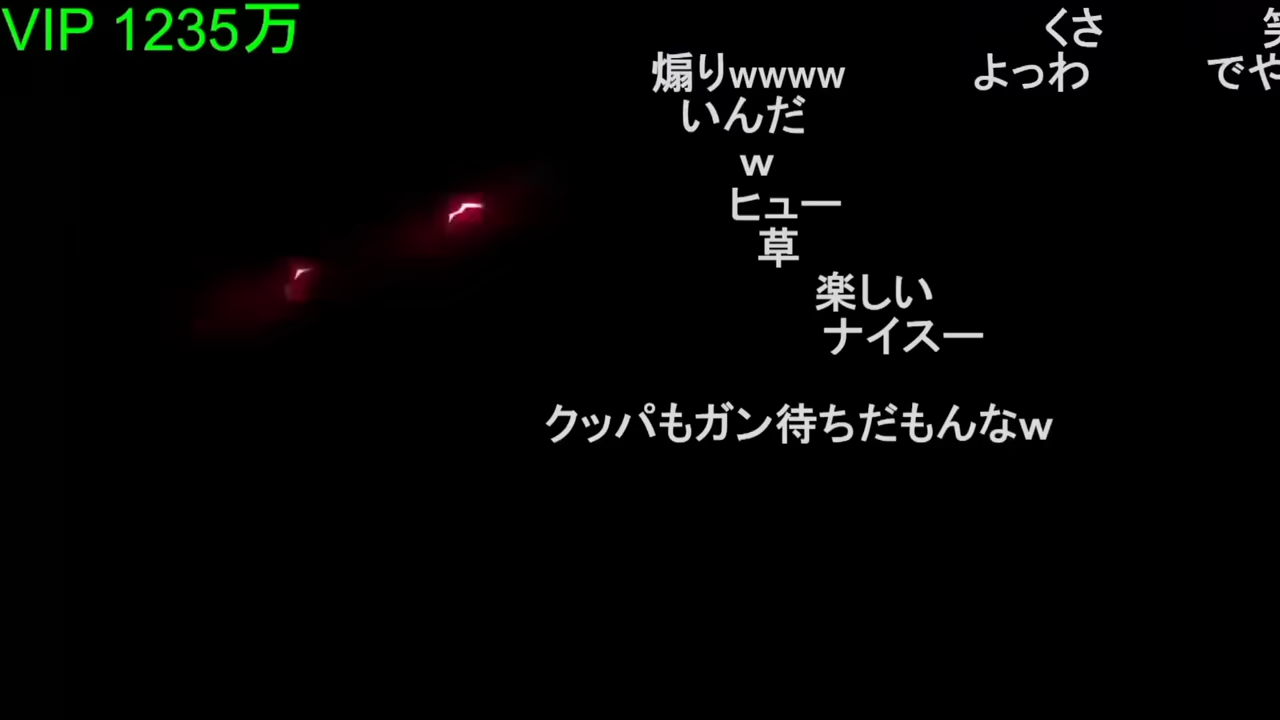 VIP 1235万
くさ
煽りwwww
よっわ
でや
いんだ
w
ヒューー
草
楽しい
ナイスー
クッパもガン待ちだもんなw